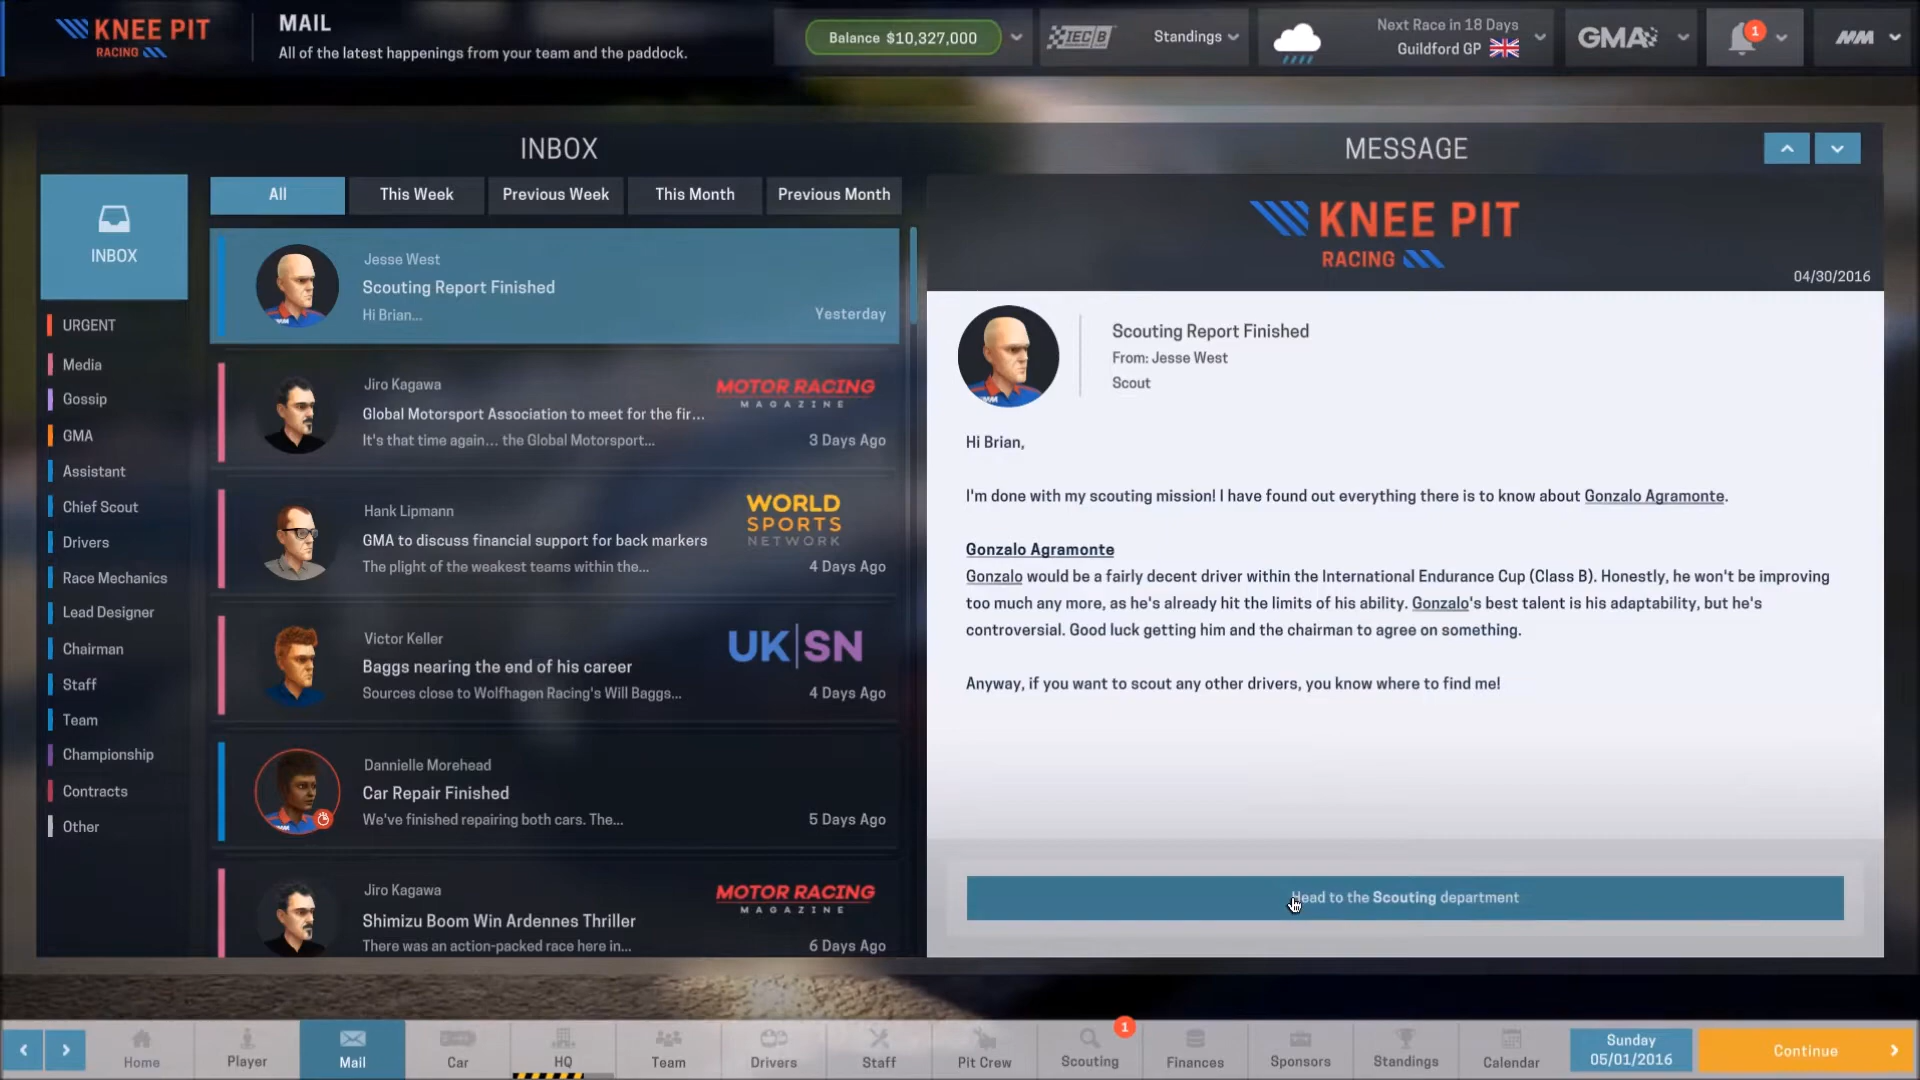 KNEE PIT
RACING
MAIL
All of the latest happenings from your team and the paddock.
Balance $10,327,000
IEC B
Standings
Next Race in 18 Days
Guildford GP
GMA
1
MM
INBOX
MESSAGE
INBOX
URGENT
Media
Gossip
GMA
Assistant
Chief Scout
Drivers
Race Mechanics
Lead Designer
Chairman
Staff
Team
Championship
Contracts
Other
All
This Week
Previous Week
This Month
Previous Month
Jesse West
Scouting Report Finished
Hi Brian...
Yesterday
Jiro Kagawa
MOTOR RACING
MAGAZINE
Global Motorsport Association to meet for the fir...
It's that time again... the Global Motorsport...
3 Days Ago
Hank Lipmann
WORLD
SPORTS
NETWORK
GMA to discuss financial support for back markers
The plight of the weakest teams within the...
4 Days Ago
Victor Keller
UK|SN
Baggs nearing the end of his career
Sources close to Wolfhagen Racing's Will Baggs...
4 Days Ago
Dannielle Morehead
Car Repair Finished
We've finished repairing both cars. The...
5 Days Ago
Jiro Kagawa
MOTOR RACING
MAGAZINE
Shimizu Boom Win Ardennes Thriller
There was an action-packed race here in...
6 Days Ago
KNEE PIT
RACING
04/30/2016
Scouting Report Finished
From: Jesse West
Scout
Hi Brian,
I'm done with my scouting mission! I have found out everything there is to know about Gonzalo Agramonte.
Gonzalo Agramonte
Gonzalo would be a fairly decent driver within the International Endurance Cup (Class B). Honestly, he won't be improving
too much any more, as he's already hit the limits of his ability. Gonzalo's best talent is his adaptability, but he's
controversial. Good luck getting him and the chairman to agree on something.
Anyway, if you want to scout any other drivers, you know where to find me!
Head to the Scouting department
Home
Player
Mail
Car
HQ
Team
Drivers
Staff
Pit Crew
1
Scouting
Finances
Sponsors
Standings
Calendar
Sunday
05/01/2016
Continue